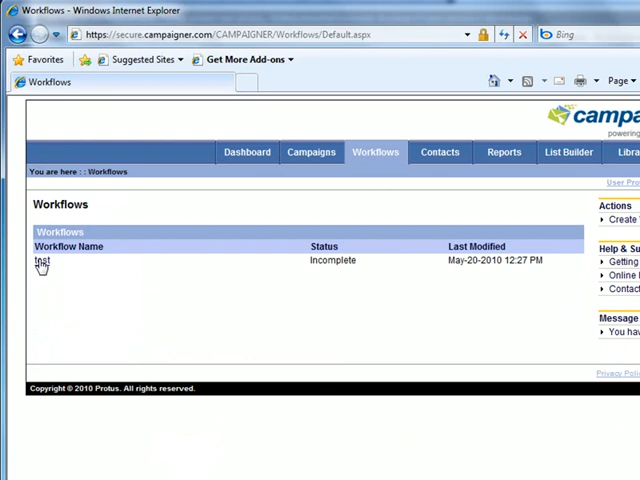 Workflows - Windows Internet Explorer
https://secure.campaigner.com/CAMPAIGNER/Workflows/Default.aspx
Bing
Favorites
Suggested Sites
Get More Add-ons
Workflows
Page
campa
powering
Dashboard
Campaigns
Workflows
Contacts
Reports
List Builder
Libra
You are here : : Workflows
User Pro
Workflows
Actions
Create
Workflows
Workflow Name Status Last Modified
test Incomplete May-20-2010 12:27 PM
Help & Su
Getting
Online
Contact
Message
You hav
Privacy Poli
Copyright © 2010 Protus. All rights reserved.